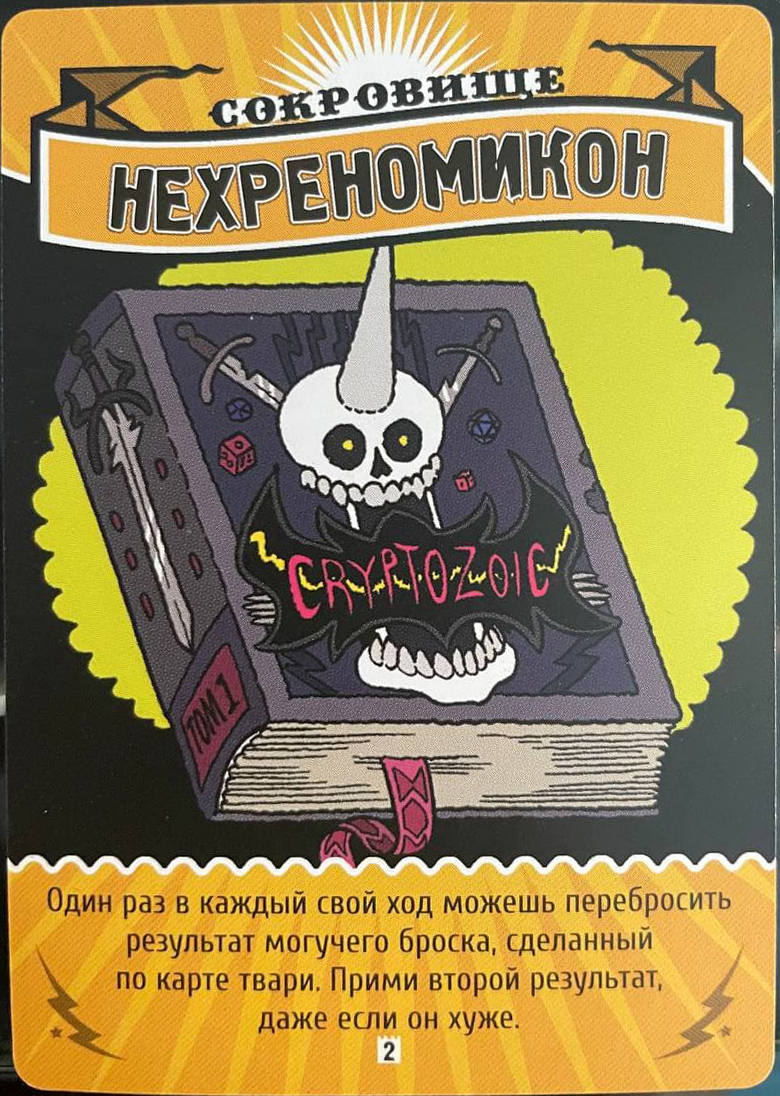 СОКРОВИЩЕ
НЕХРЕНОМИКОН
CRYPTOZOIC
ТОМ 1
Один раз в каждый свой ход можешь перебросить
результат могучего броска, сделанный
по карте твари. Прими второй результат,
даже если он хуже.
2